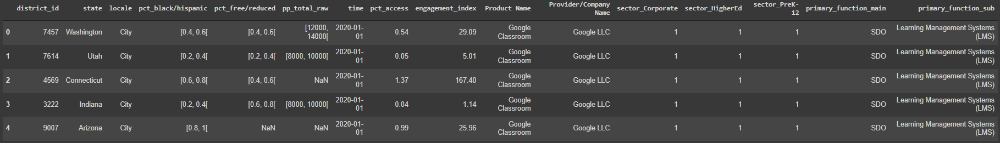 district_id state locale pct_black/hispanic pct_free/reduced pp_total_raw time pct_access engagement_index Product Name Provider/Company Name sector_Corporate sector_HigherEd sector_PreK-12 primary_function_main primary_function_sub
0 7457 Washington City [0.4, 0.6[ [0.4, 0.6[ [12000, 14000[ 2020-01-01 0.54 29.09 Google Classroom Google LLC 1 1 1 SDO Learning Management Systems (LMS)
1 7614 Utah City [0.2, 0.4[ [0.2, 0.4[ [8000, 10000[ 2020-01-01 0.05 5.01 Google Classroom Google LLC 1 1 1 SDO Learning Management Systems (LMS)
2 4569 Connecticut City [0.6, 0.8[ [0.4, 0.6[ NaN 2020-01-01 1.37 167.40 Google Classroom Google LLC 1 1 1 SDO Learning Management Systems (LMS)
3 3222 Indiana City [0.2, 0.4[ [0.6, 0.8[ [8000, 10000[ 2020-01-01 0.04 1.14 Google Classroom Google LLC 1 1 1 SDO Learning Management Systems (LMS)
4 9007 Arizona City [0.8, 1[ NaN NaN 2020-01-01 0.99 25.96 Google Classroom Google LLC 1 1 1 SDO Learning Management Systems (LMS)